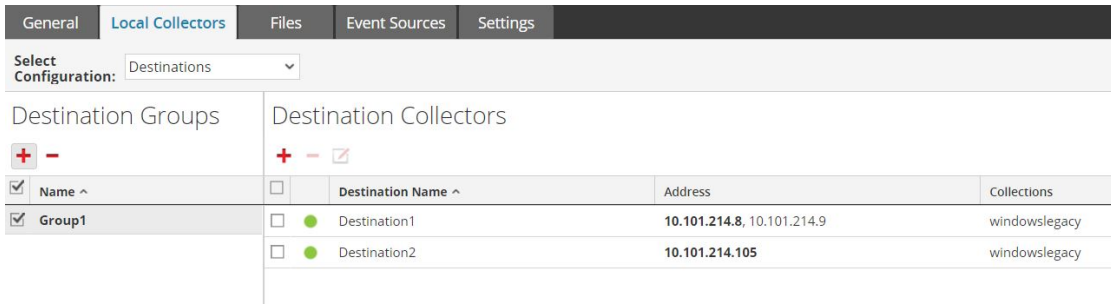 General Local Collectors Files Event Sources Settings
Select
Configuration: Destinations
Destination Groups Destination Collectors
Name Destination Name Address Collections
Group1 Destination1 10.101.214.8, 10.101.214.9 windowslegacy
Destination2 10.101.214.105 windowslegacy